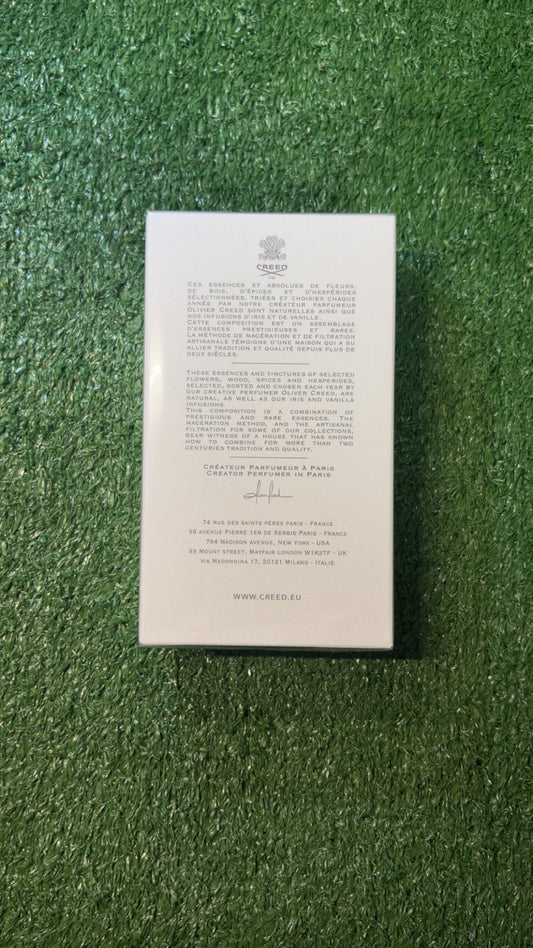 CREED
CES ESSENCES ET ABSOLUES DE FLEURS,
DE BOIS, D'ÉPICES ET D'HESPÉRIDES
SÉLECTIONNÉES, TRIÉES ET CHOISIES CHAQUE
ANNÉE PAR NOTRE CRÉATEUR PARFUMEUR
OLIVIER CREED SONT NATURELLES AINSI QUE
NOS INFUSIONS D'IRIS ET DE VANILLE.
CETTE COMPOSITION EST UN ASSEMBLAGE
D'ESSENCES PRESTIGIEUSES ET RARES.
LA MÉTHODE DE MACÉRATION ET DE FILTRATION
ARTISANALE TÉMOIGNE D'UNE MAISON QUI A SU
ALLIER TRADITION ET QUALITÉ DEPUIS PLUS DE
DEUX SIÈCLES.
THESE ESSENCES AND TINCTURES OF SELECTED
FLOWERS, WOOD, SPICES AND HESPERIDES,
SELECTED, SORTED AND CHOSEN EACH YEAR BY
OUR CREATIVE PERFUMER OLIVER CREED, ARE
NATURAL, AS WELL AS OUR IRIS AND VANILLA
INFUSIONS.
THIS COMPOSITION IS A COMBINATION OF
PRESTIGIOUS AND RARE ESSENCES. THE
MACERATION METHOD, AND THE ARTISANAL
FILTRATION FOR SOME OF OUR COLLECTIONS,
BEAR WITNESS OF A HOUSE THAT HAS KNOWN
HOW TO COMBINE FOR MORE THAN TWO
CENTURIES TRADITION AND QUALITY.
CRÉATEUR PARFUMEUR À PARIS
CREATOR PERFUMER IN PARIS
74 RUE DES SAINTS PÈRES PARIS - FRANCE
38 AVENUE PIERRE 1ER DE SERBIE PARIS - FRANCE
794 MADISON AVENUE, NEW YORK - USA
99 MOUNT STREET, MAYFAIR LONDON W1K2TF - UK
VIA MADONNINA 17, 20121 MILANO - ITALIE
WWW.CREED.EU